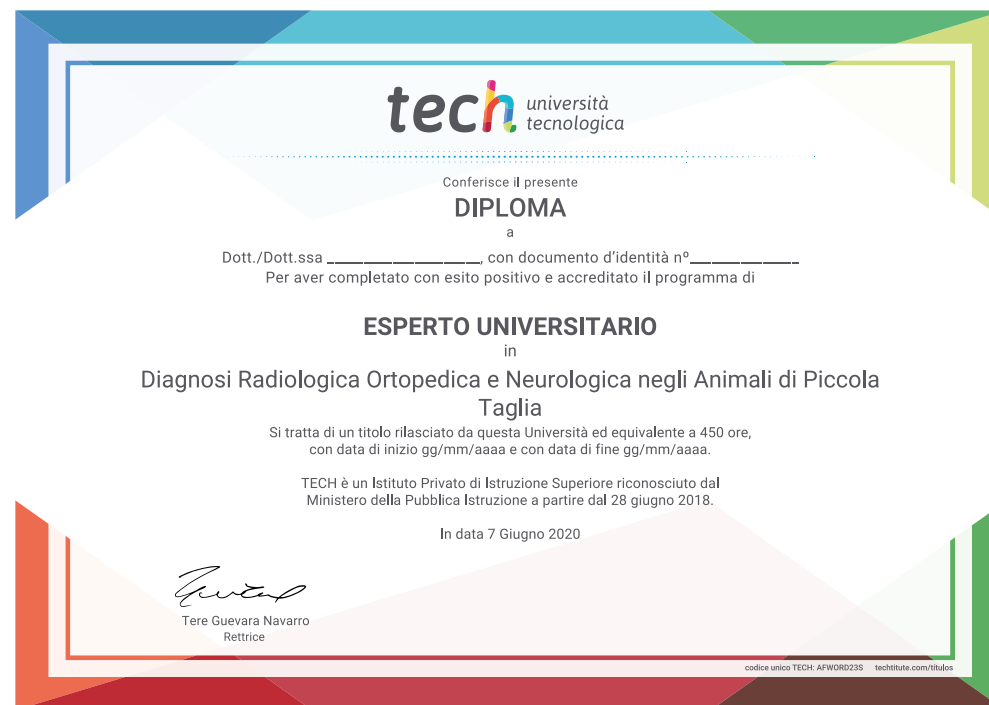 tech università
tecnologica
Conferisce il presente
DIPLOMA
a
Dott./Dott.ssa ____________________, con documento d'identità nº______________
Per aver completato con esito positivo e accreditato il programma di
ESPERTO UNIVERSITARIO
in
Diagnosi Radiologica Ortopedica e Neurologica negli Animali di Piccola
Taglia
Si tratta di un titolo rilasciato da questa Università ed equivalente a 450 ore,
con data di inizio gg/mm/aaaa e con data di fine gg/mm/aaaa.
TECH è un Istituto Privato di Istruzione Superiore riconosciuto dal
Ministero della Pubblica Istruzione a partire dal 28 giugno 2018.
In data 7 Giugno 2020
Tere Guevara Navarro
Rettrice
codice unico TECH: AFWORD23S techtitute.com/titulos